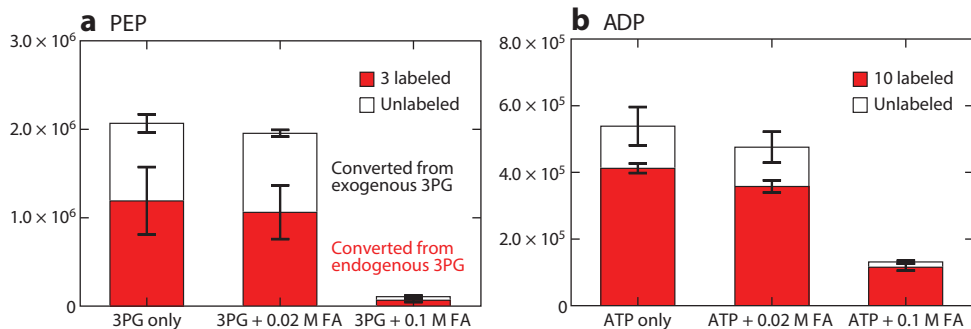 a PEP
3.0 × 10⁶
2.0 × 10⁶
1.0 × 10⁶
0
3 labeled
Unlabeled
Converted from
exogenous 3PG
Converted from
endogenous 3PG
3PG only
3PG + 0.02 M FA
3PG + 0.1 M FA
b ADP
8.0 × 10⁵
6.0 × 10⁵
4.0 × 10⁵
2.0 × 10⁵
0
10 labeled
Unlabeled
ATP only
ATP + 0.02 M FA
ATP + 0.1 M FA